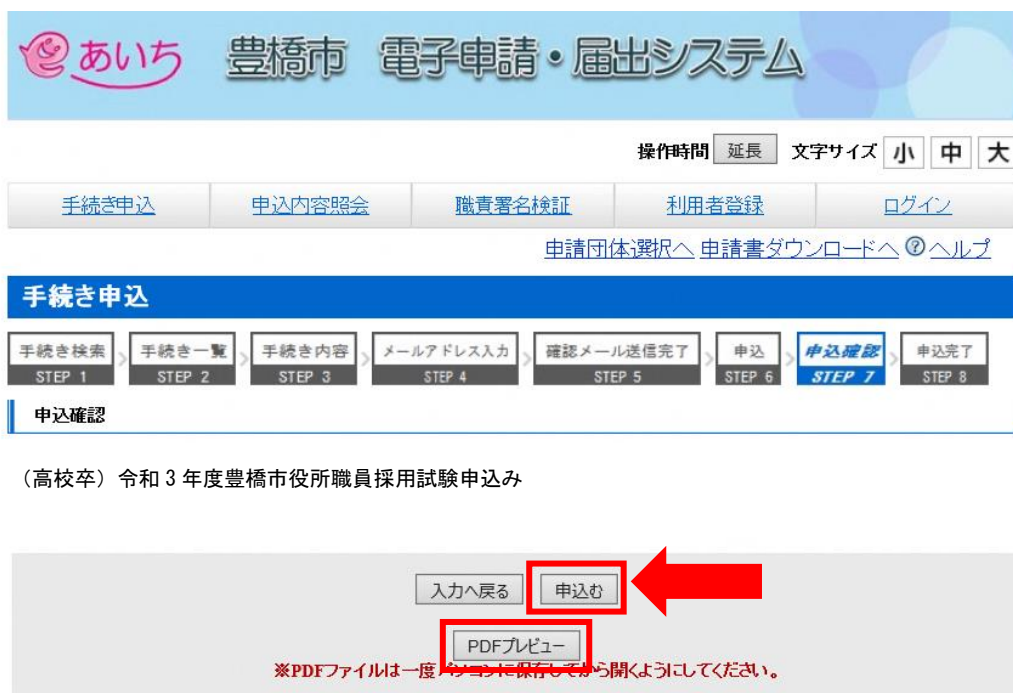 あいち 豊橋市 電子申請・届出システム
操作時間 延長 文字サイズ 小 中 大
手続き申込 申込内容照会 職責署名検証 利用者登録 ログイン
申請団体選択へ 申請書ダウンロードへ ?ヘルプ
手続き申込
手続き検索 手続き一覧 手続き内容 メールアドレス入力 確認メール送信完了 申込 申込確認 申込完了
STEP 1 STEP 2 STEP 3 STEP 4 STEP 5 STEP 6 STEP 7 STEP 8
申込確認
（高校卒）令和３年度豊橋市役所職員採用試験申込み
入力へ戻る 申込む
PDFプレビュー
※PDFファイルは一度パソコンに保存してから開くようにしてください。